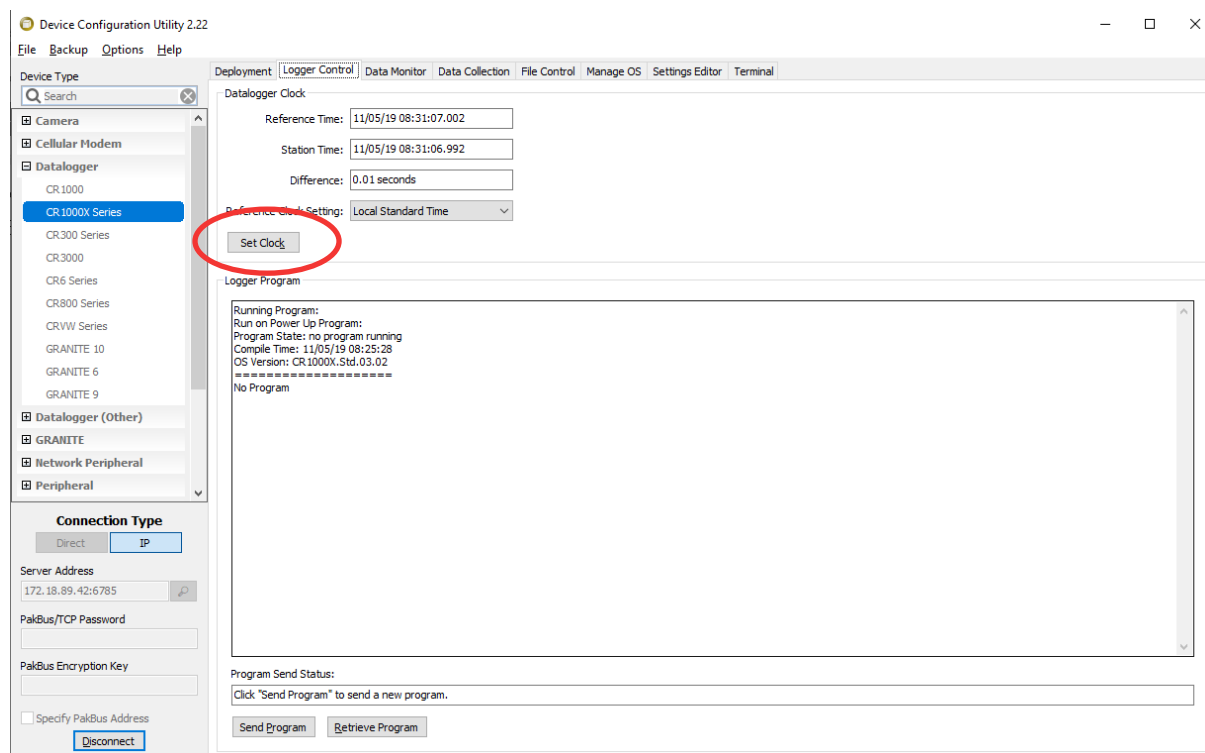 Device Configuration Utility 2.22
File Backup Options Help
Device Type
Search
Camera
Cellular Modem
Datalogger
CR1000
CR1000X Series
CR300 Series
CR3000
CR6 Series
CR800 Series
CRVW Series
GRANITE 10
GRANITE 6
GRANITE 9
Datalogger (Other)
GRANITE
Network Peripheral
Peripheral
Connection Type
Direct IP
Server Address
172.18.89.42:6785
PakBus/TCP Password
PakBus Encryption Key
Specify PakBus Address
Disconnect
Deployment Logger Control Data Monitor Data Collection File Control Manage OS Settings Editor Terminal
Datalogger Clock
Reference Time: 11/05/19 08:31:07.002
Station Time: 11/05/19 08:31:06.992
Difference: 0.01 seconds
Reference Clock Setting: Local Standard Time
Set Clock
Logger Program
Running Program:
Run on Power Up Program:
Program State: no program running
Compile Time: 11/05/19 08:25:28
OS Version: CR1000X.Std.03.02
====================
No Program
Program Send Status:
Click "Send Program" to send a new program.
Send Program Retrieve Program